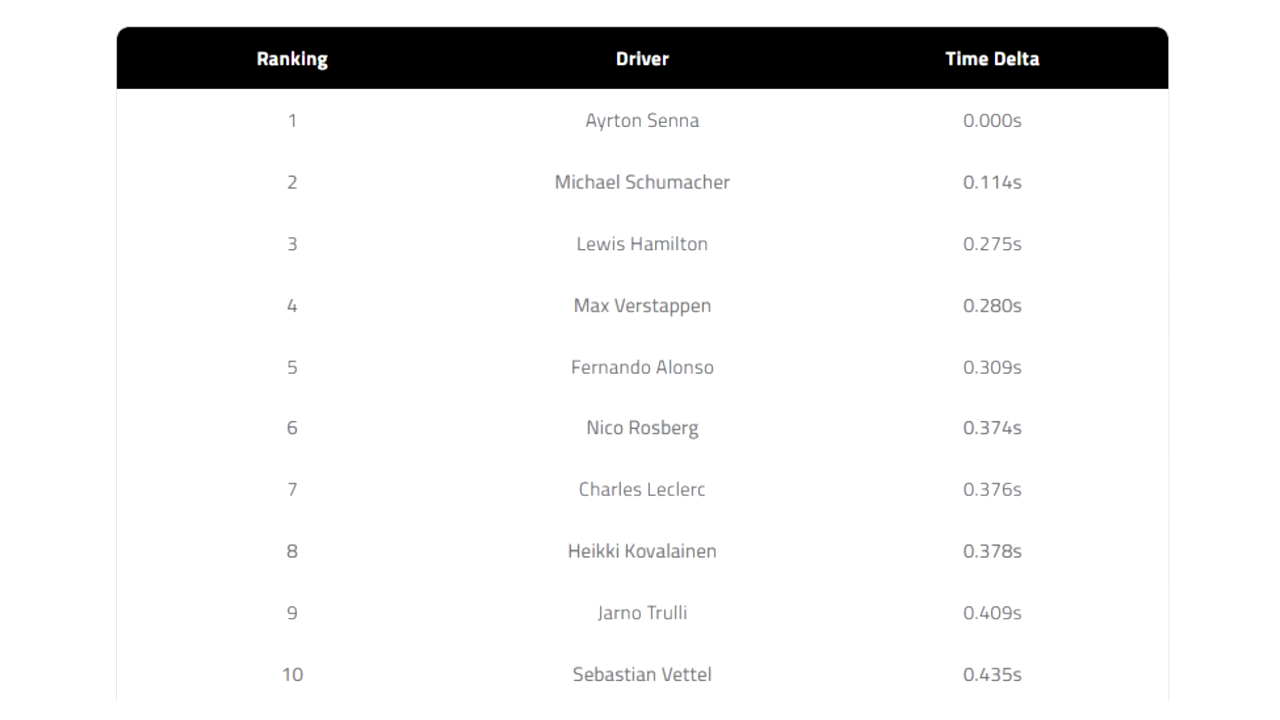 Ranking Driver Time Delta
1 Ayrton Senna 0.000s
2 Michael Schumacher 0.114s
3 Lewis Hamilton 0.275s
4 Max Verstappen 0.280s
5 Fernando Alonso 0.309s
6 Nico Rosberg 0.374s
7 Charles Leclerc 0.376s
8 Heikki Kovalainen 0.378s
9 Jarno Trulli 0.409s
10 Sebastian Vettel 0.435s